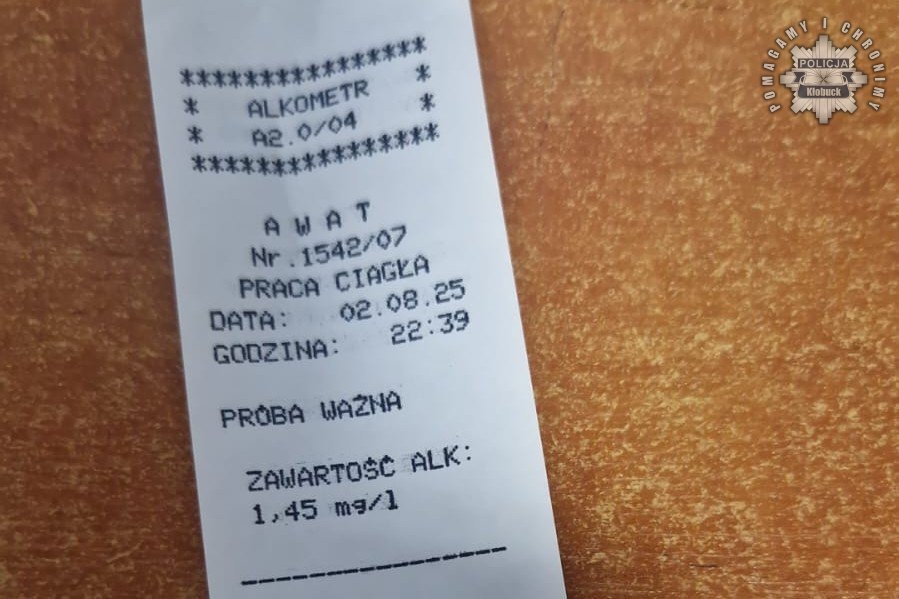 ****************
* ALKOMETR *
* A2.0/04 *
****************
A W A T
Nr.1542/07
PRACA CIAGŁA
DATA: 02.08.25
GODZINA: 22:39
PRÓBA WAŻNA
ZAWARTOŚĆ ALK:
1,45 mg/l
----------------
POMAGAMY I CHRONIMY
POLICJA
Kłobuck